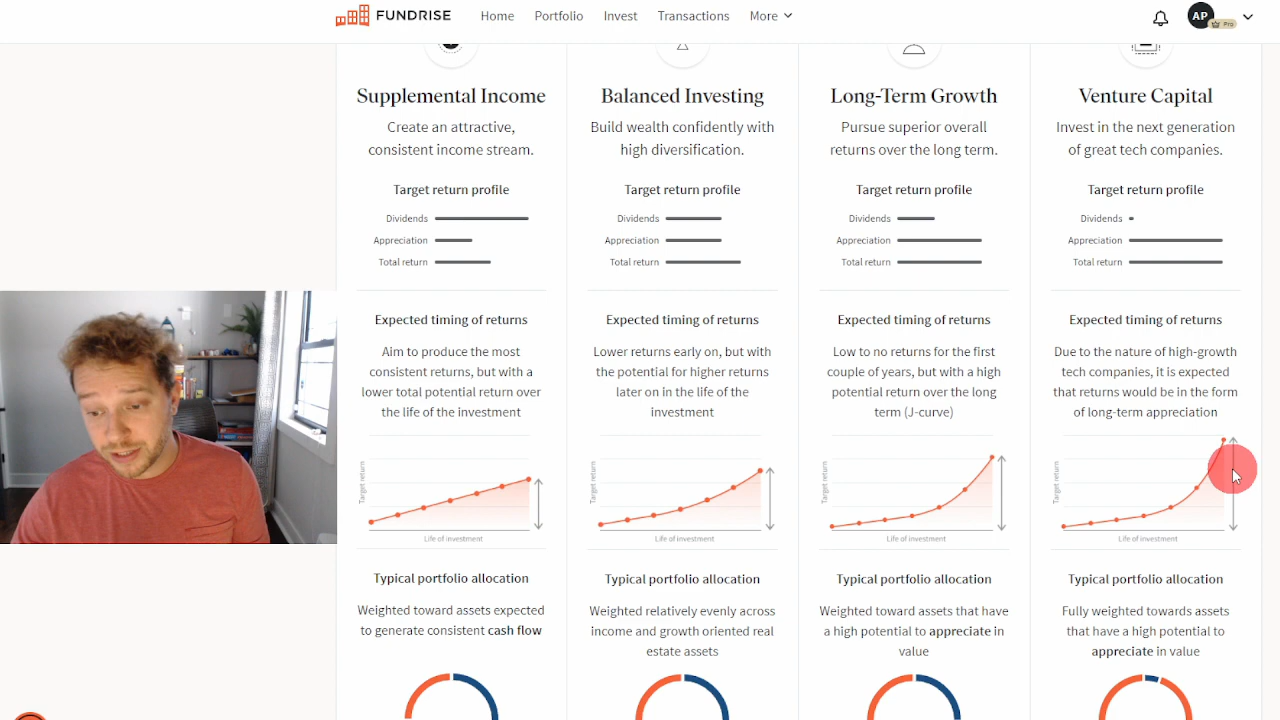 FUNDRISE
Home Portfolio Invest Transactions More
AP
Pro
Supplemental Income
Create an attractive,
consistent income stream.
Target return profile
Dividends
Appreciation
Total return
Expected timing of returns
Aim to produce the most
consistent returns, but with a
lower total potential return over
the life of the investment
Target return
Life of investment
Typical portfolio allocation
Weighted toward assets expected
to generate consistent cash flow
Balanced Investing
Build wealth confidently with
high diversification.
Target return profile
Dividends
Appreciation
Total return
Expected timing of returns
Lower returns early on, but with
the potential for higher returns
later on in the life of the
investment
Target return
Life of investment
Typical portfolio allocation
Weighted relatively evenly across
income and growth oriented real
estate assets
Long-Term Growth
Pursue superior overall
returns over the long term.
Target return profile
Dividends
Appreciation
Total return
Expected timing of returns
Low to no returns for the first
couple of years, but with a high
potential return over the long
term (J-curve)
Target return
Life of investment
Typical portfolio allocation
Weighted toward assets that have
a high potential to appreciate in
value
Venture Capital
Invest in the next generation
of great tech companies.
Target return profile
Dividends
Appreciation
Total return
Expected timing of returns
Due to the nature of high-growth
tech companies, it is expected
that returns would be in the form
of long-term appreciation
Target return
Life of investment
Typical portfolio allocation
Fully weighted towards assets
that have a high potential to
appreciate in value